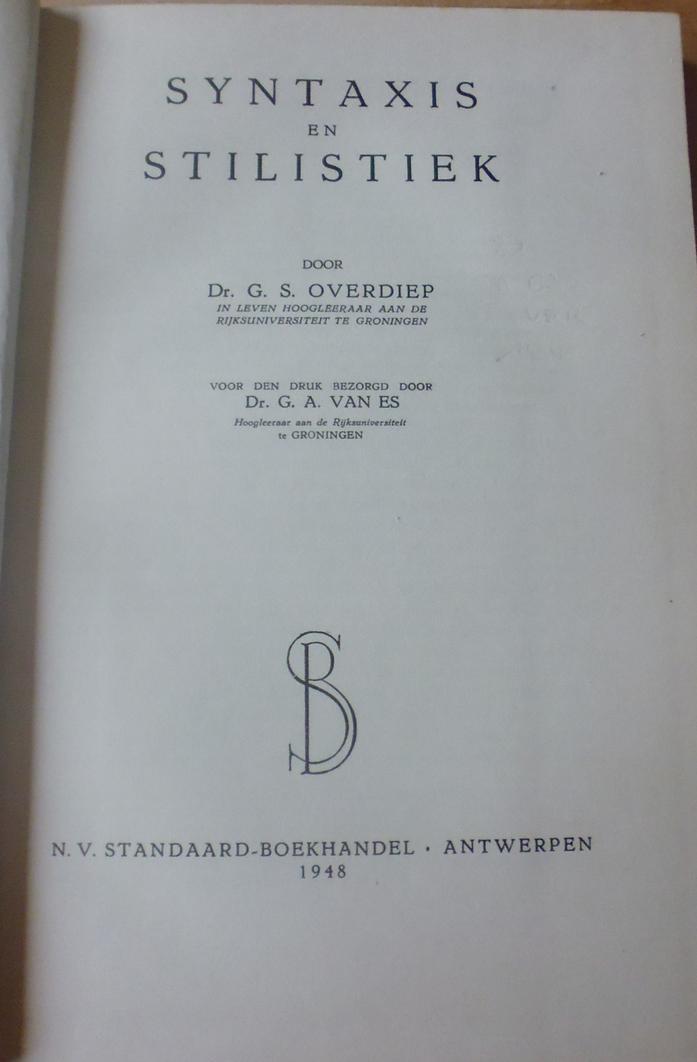 SYNTAXIS
EN
STILISTIEK
DOOR
Dr. G. S. OVERDIEP
IN LEVEN HOOGLEERAAR AAN DE
RIJKSUNIVERSITEIT TE GRONINGEN
VOOR DEN DRUK BEZORGD DOOR
Dr. G. A. VAN ES
Hoogleeraar aan de Rijksuniversiteit
te GRONINGEN
SB
N. V. STANDAARD-BOEKHANDEL · ANTWERPEN
1948